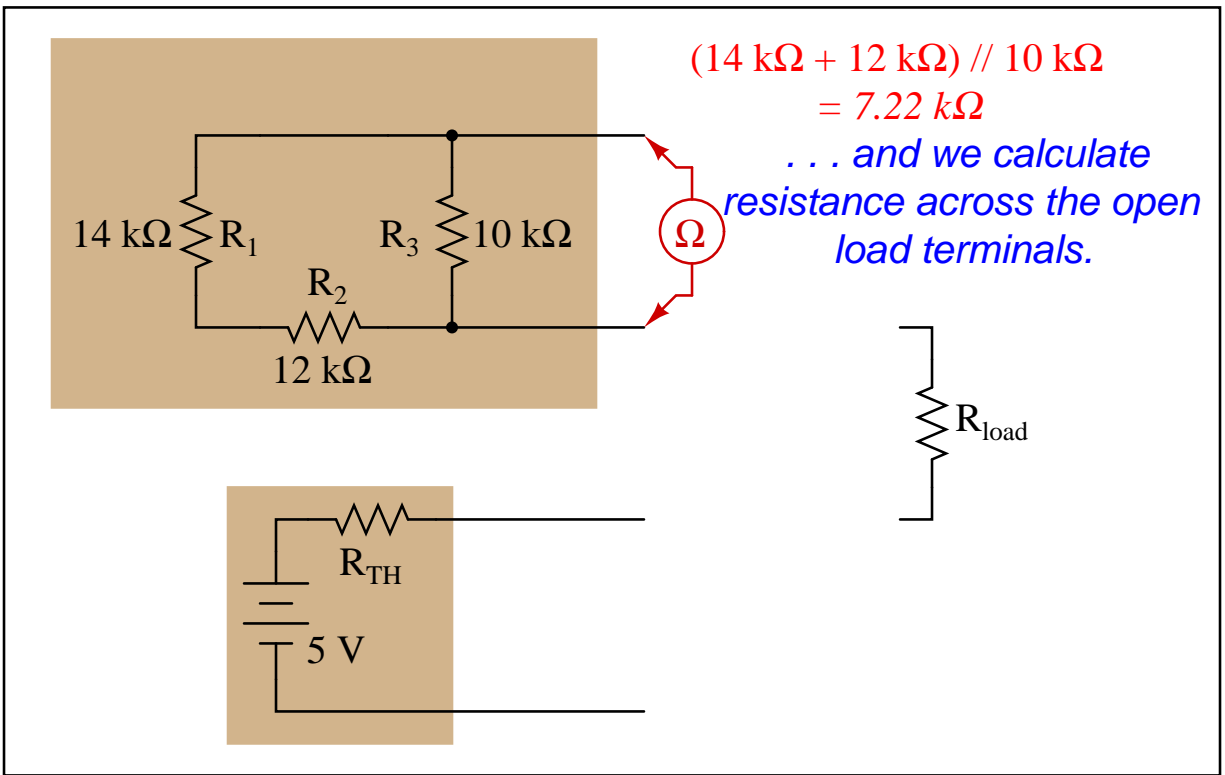 (14 kΩ + 12 kΩ) // 10 kΩ
= 7.22 kΩ
. . . and we calculate
resistance across the open
load terminals.
14 kΩ R1 R3 10 kΩ Ω
R2
12 kΩ
Rload
RTH
5 V